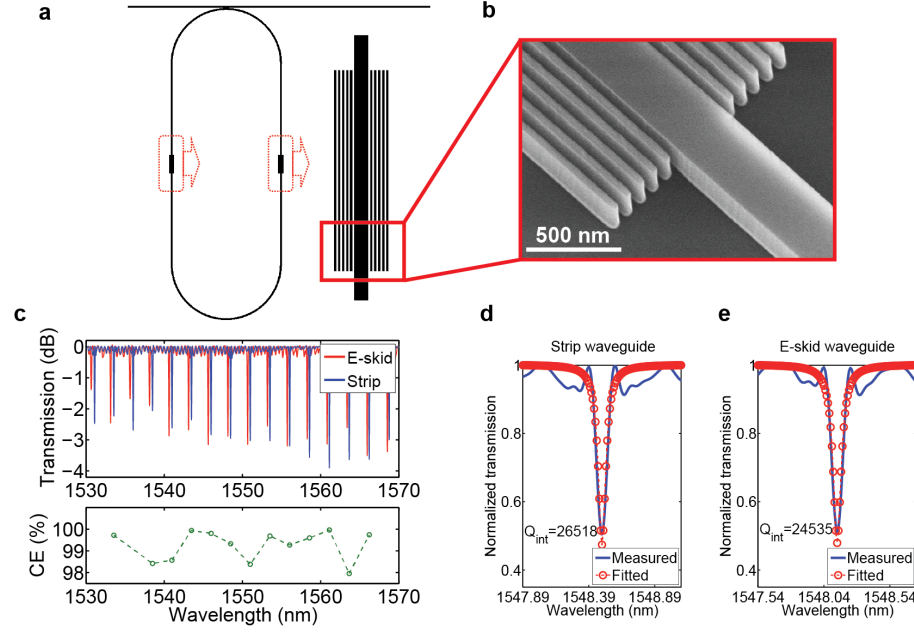 a
b
500 nm
c
Transmission (dB)
0
−1
−2
−3
−4
E-skid
Strip
1530
1540
1550
1560
1570
CE (%)
100
99
98
1530
1540
1550
1560
1570
Wavelength (nm)
d
Strip waveguide
Normalized transmission
1
0.8
0.6
0.4
Qint=26518
Measured
Fitted
1547.89
1548.39
1548.89
Wavelength (nm)
e
E-skid waveguide
Normalized transmission
1
0.8
0.6
0.4
Qint=24535
Measured
Fitted
1547.54
1548.04
1548.54
Wavelength (nm)